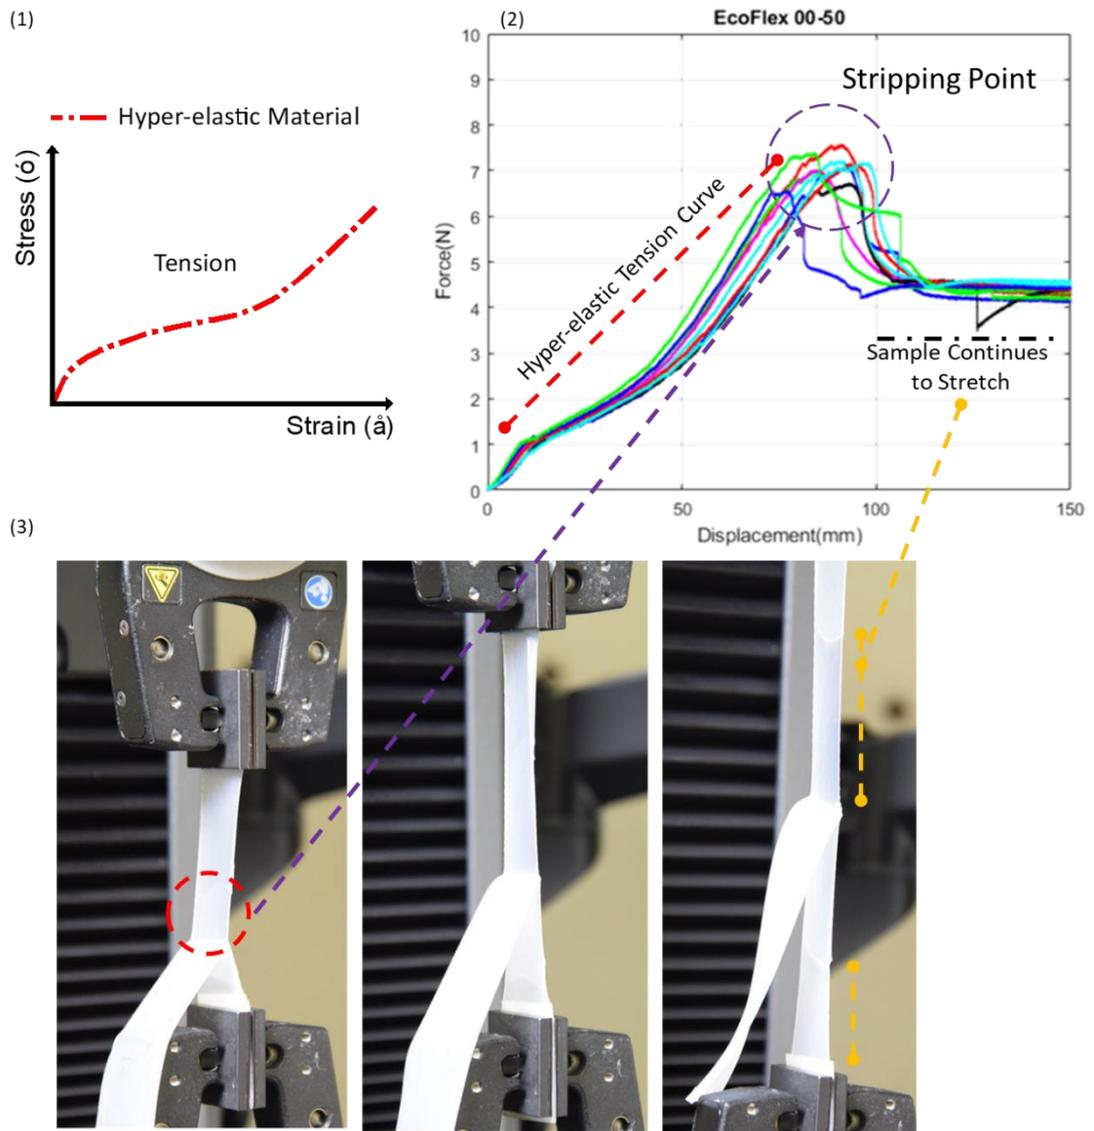 (1)
Hyper-elastic Material
Stress (ó)
Tension
Strain (å)
(2)
EcoFlex 00-50
Stripping Point
Hyper-elastic Tension Curve
Force(N)
10
9
8
7
6
5
4
3
2
1
0
Sample Continues
to Stretch
0 50 100 150
Displacement(mm)
(3)